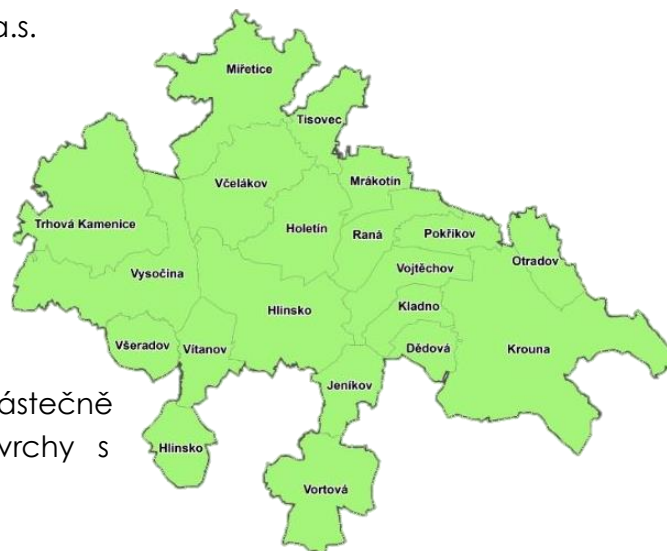 a.s.
Miřetice
Tisovec
Včelákov
Mrákotín
Trhová Kamenice
Holetín
Raná
Pokřikov
Otradov
Vysočina
Vojtěchov
Hlinsko
Kladno
Všeradov
Vítanov
Dědová
Krouna
Jeníkov
ástečně
Hlinsko
vrchy s
Vortová